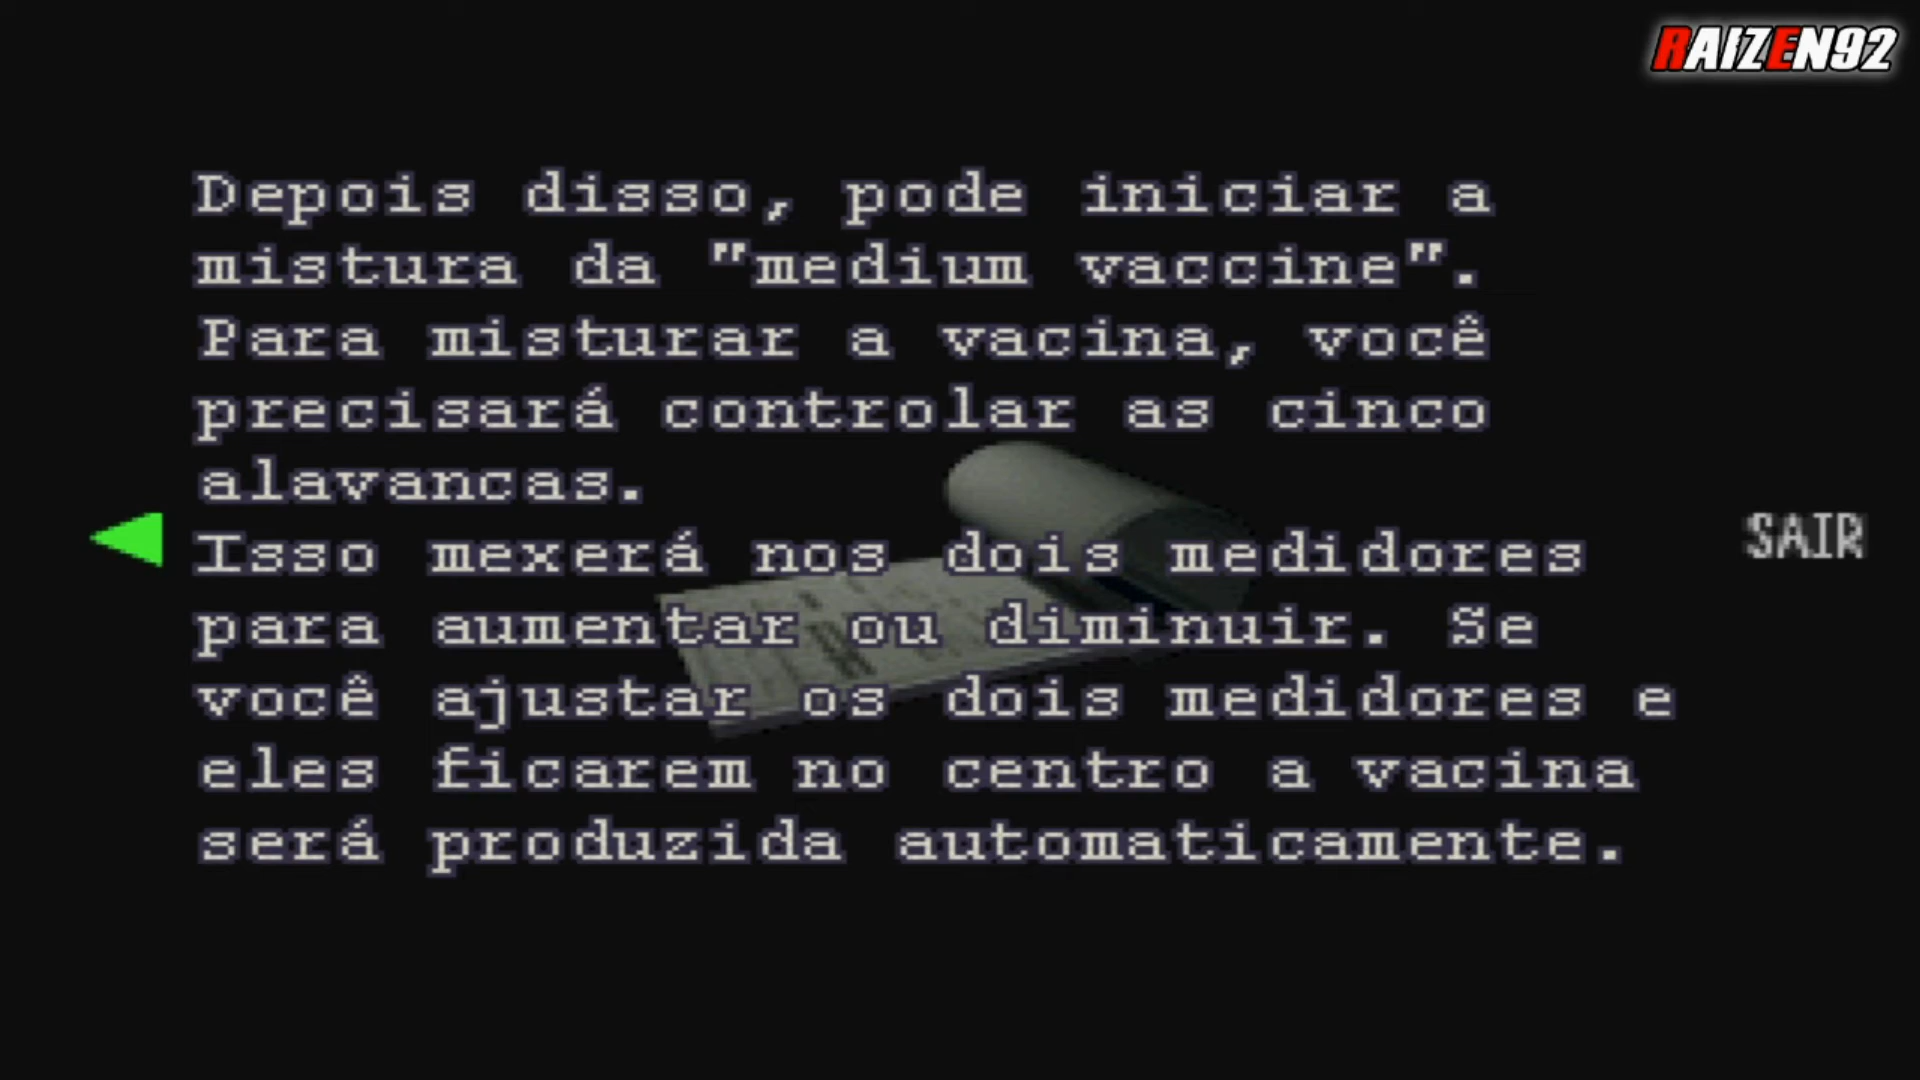 RAIZEN92
Depois disso, pode iniciar a
mistura da "medium vaccine".
Para misturar a vacina, você
precisará controlar as cinco
alavancas.
Isso mexerá nos dois medidores
para aumentar ou diminuir. Se
você ajustar os dois medidores e
eles ficarem no centro a vacina
será produzida automaticamente.
SAIR